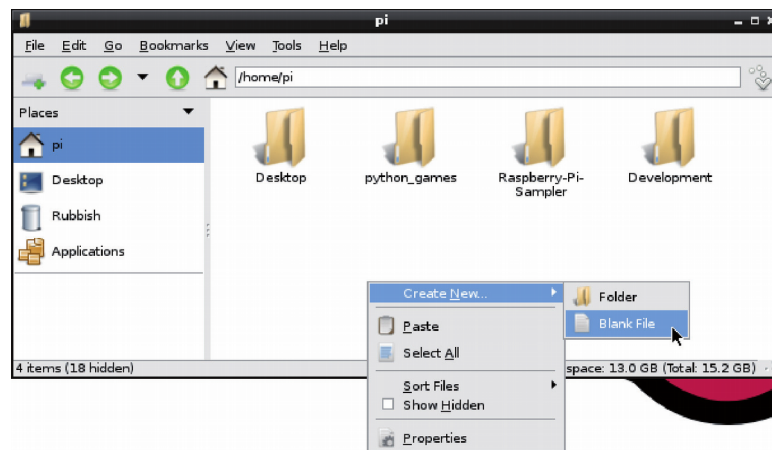 pi
File Edit Go Bookmarks View Tools Help
/home/pi
Places
pi
Desktop
Rubbish
Applications
Desktop
python_games
Raspberry-Pi-
Sampler
Development
Create New...
Folder
Blank File
Paste
Select All
Sort Files
Show Hidden
Properties
4 items (18 hidden)
space: 13.0 GB (Total: 15.2 GB)